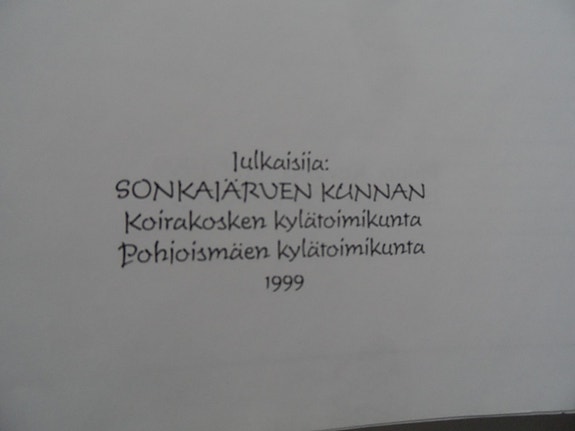 Julkaisija:
SONKAJÄRVEN KUNNAN
Koirakosken kylätoimikunta
Pohjoismäen kylätoimikunta
1999